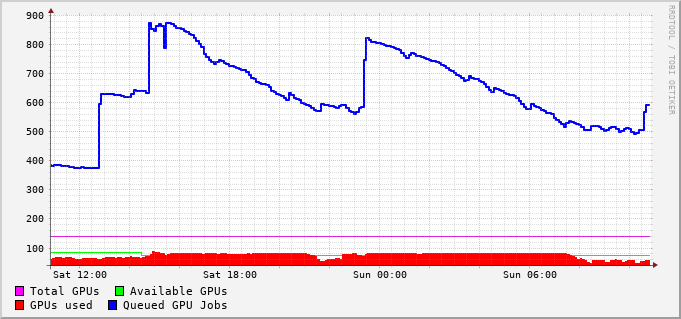 900
800
700
600
500
400
300
200
100
Sat 12:00 Sat 18:00 Sun 00:00 Sun 06:00
Total GPUs Available GPUs
GPUs used Queued GPU Jobs
RRDTOOL / TOBI OETIKER